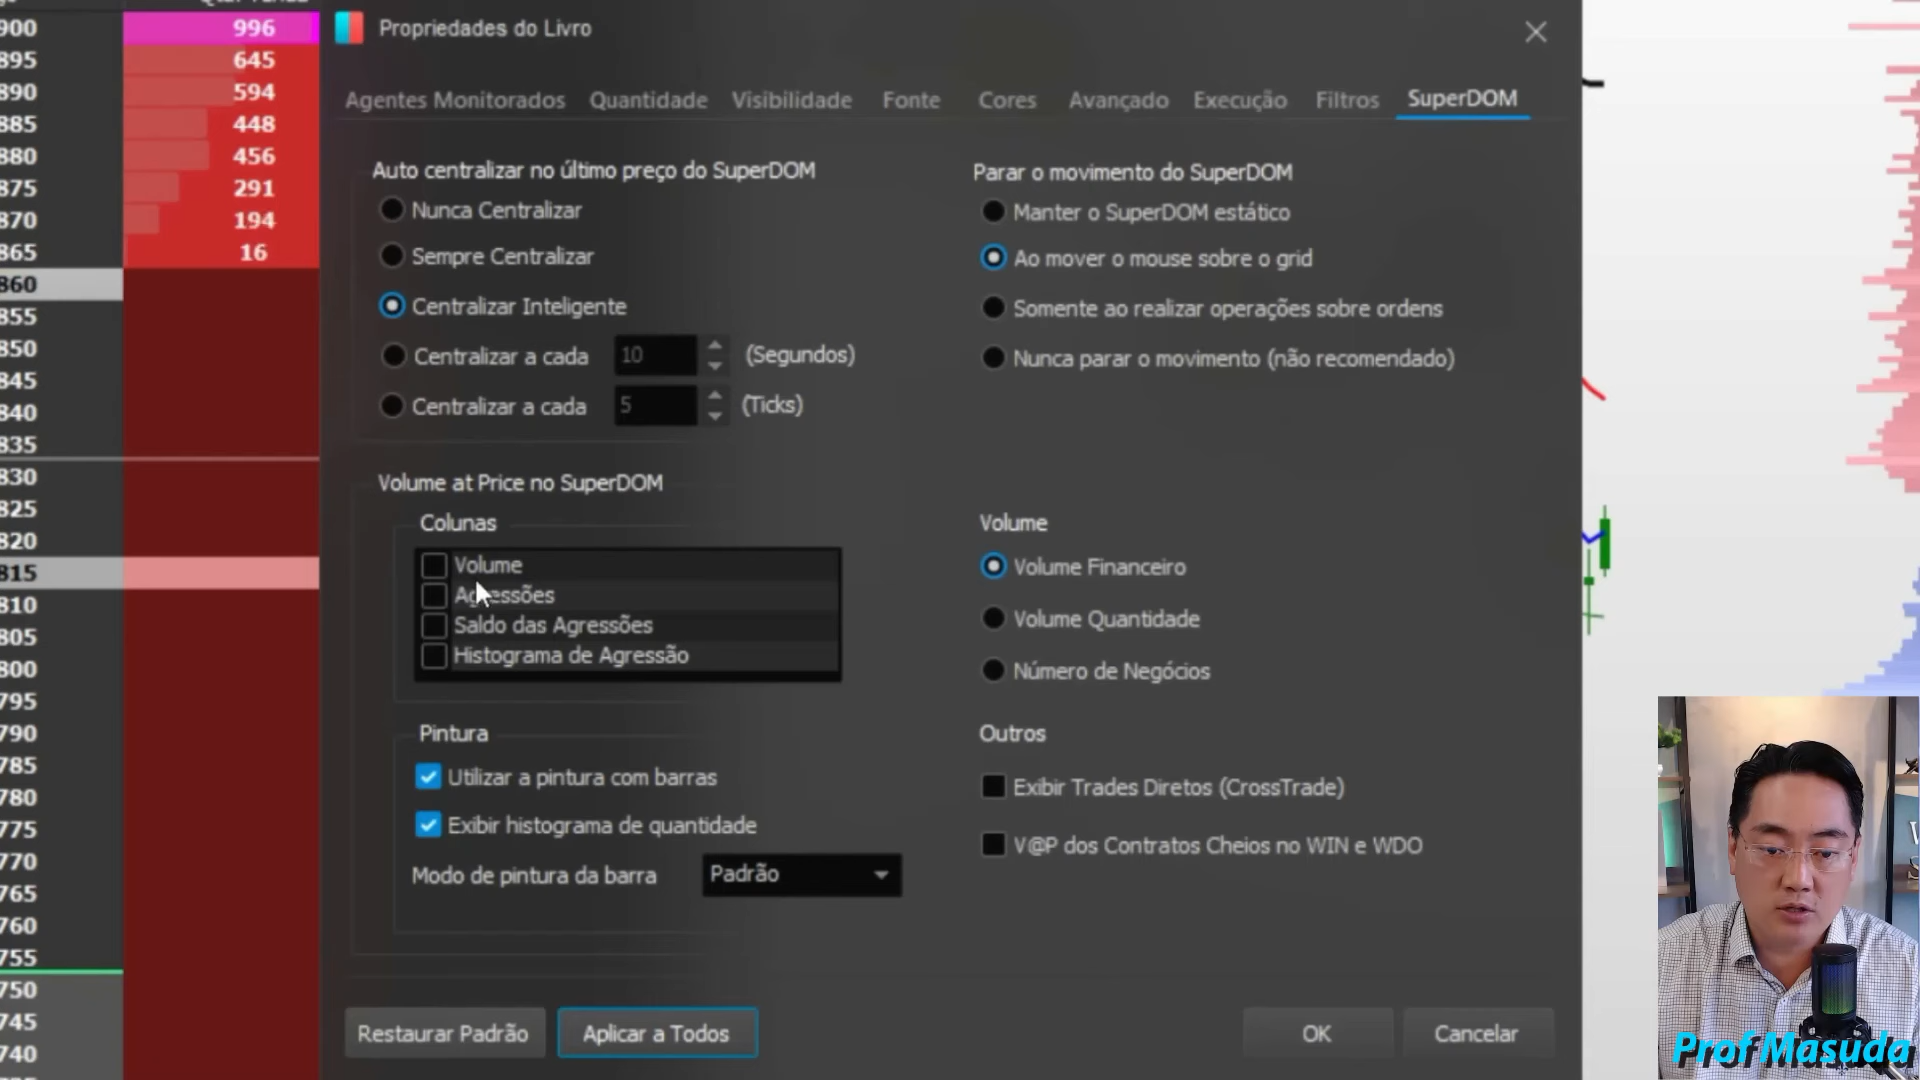 900 996
895 645
890 594
885 448
880 456
875 291
870 194
865 16
860
855
850
845
840
835
830
825
820
815
810
805
800
795
790
785
780
775
770
765
760
755
750
745
740
Propriedades do Livro
Agentes Monitorados Quantidade Visibilidade Fonte Cores Avançado Execução Filtros SuperDOM
Auto centralizar no último preço do SuperDOM
Nunca Centralizar
Sempre Centralizar
Centralizar Inteligente
Centralizar a cada 10 (Segundos)
Centralizar a cada 5 (Ticks)
Parar o movimento do SuperDOM
Manter o SuperDOM estático
Ao mover o mouse sobre o grid
Somente ao realizar operações sobre ordens
Nunca parar o movimento (não recomendado)
Volume at Price no SuperDOM
Colunas
Volume
Agressões
Saldo das Agressões
Histograma de Agressão
Volume
Volume Financeiro
Volume Quantidade
Número de Negócios
Pintura
Utilizar a pintura com barras
Exibir histograma de quantidade
Modo de pintura da barra Padrão
Outros
Exibir Trades Diretos (CrossTrade)
V@P dos Contratos Cheios no WIN e WDO
Restaurar Padrão Aplicar a Todos OK Cancelar
Prof Masuda